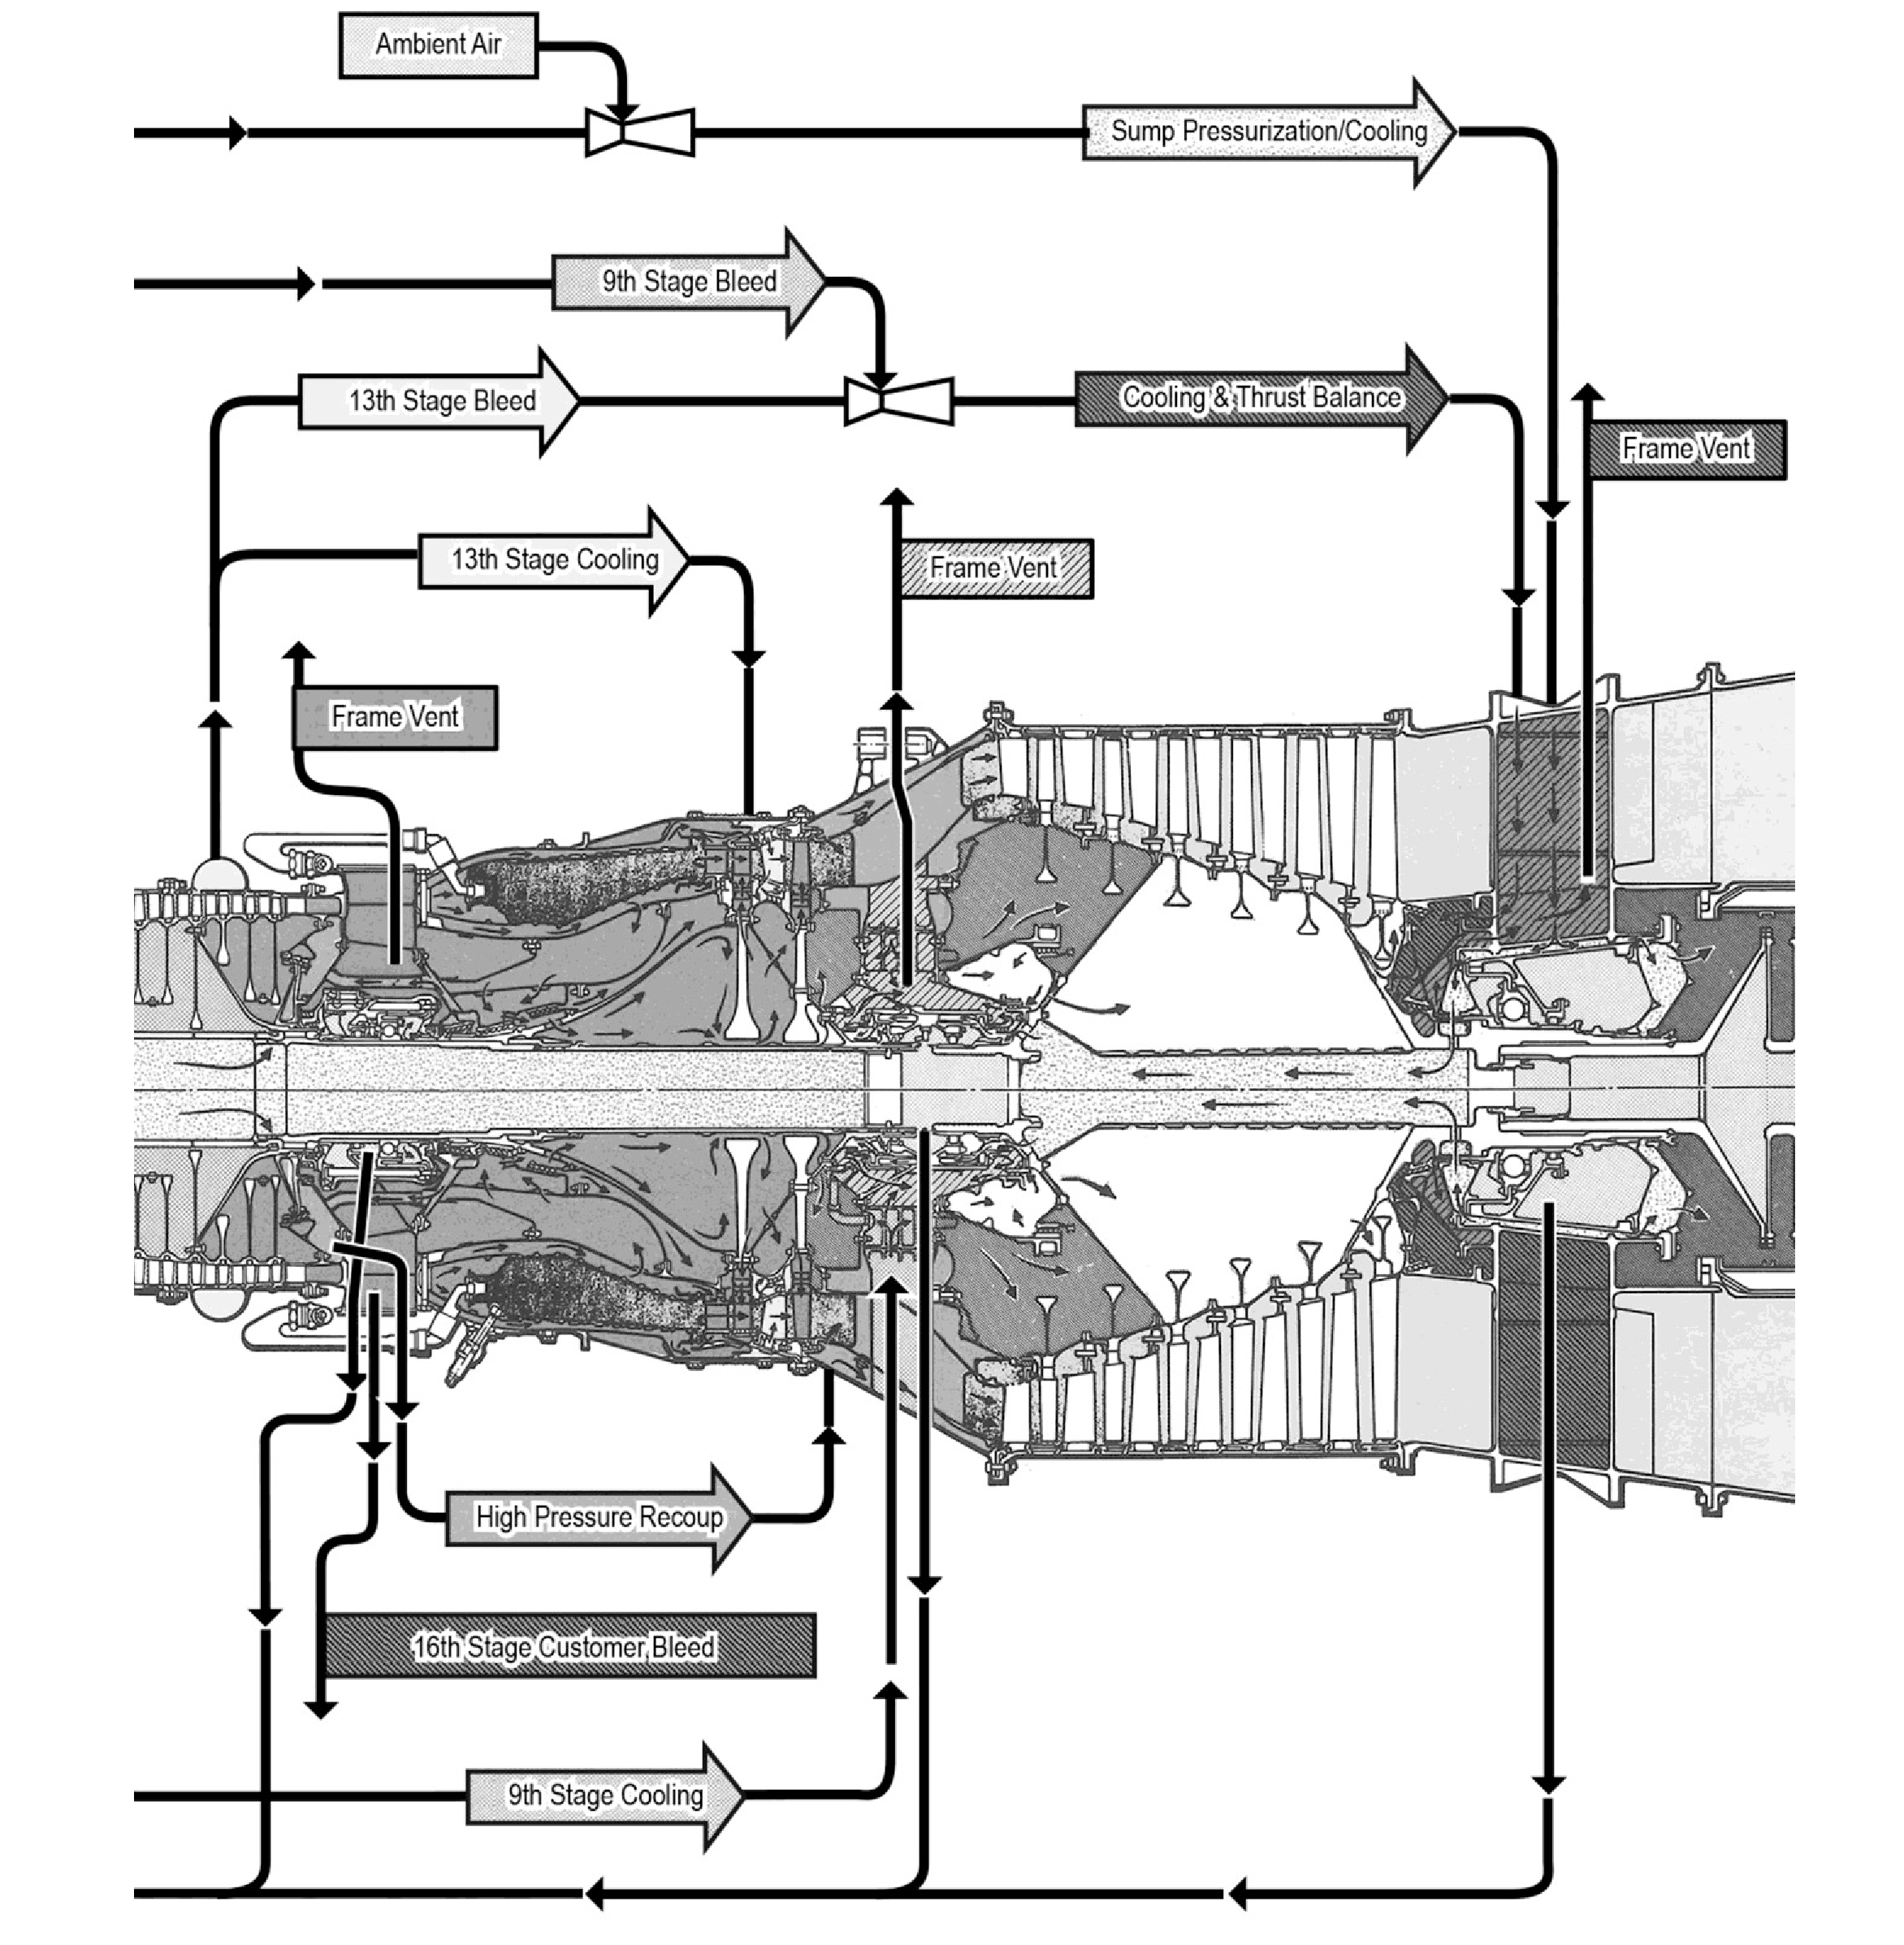 Ambient Air
Sump Pressurization/Cooling
9th Stage Bleed
13th Stage Bleed
Cooling & Thrust Balance
Frame Vent
13th Stage Cooling
Frame Vent
Frame Vent
High Pressure Recoup
16th Stage Customer Bleed
9th Stage Cooling